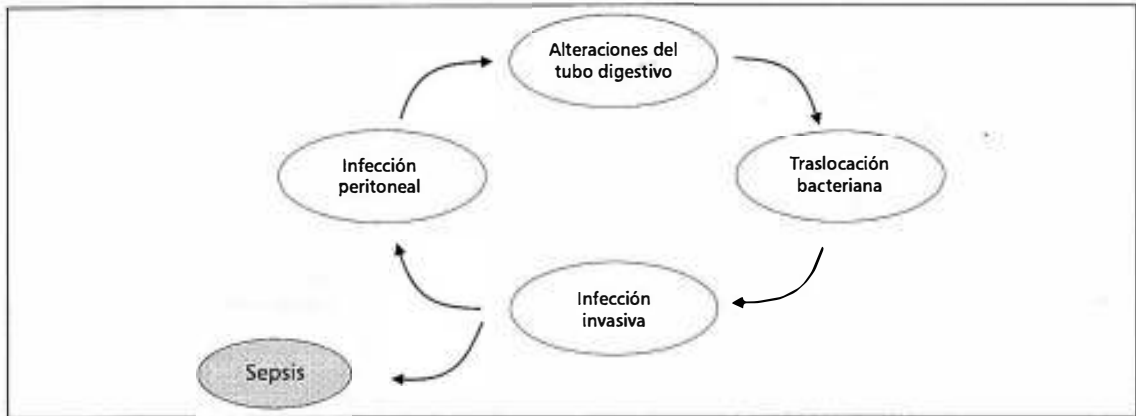 Alteraciones del
tubo digestivo
Infección
peritoneal
Traslocación
bacteriana
Infección
invasiva
Sepsis